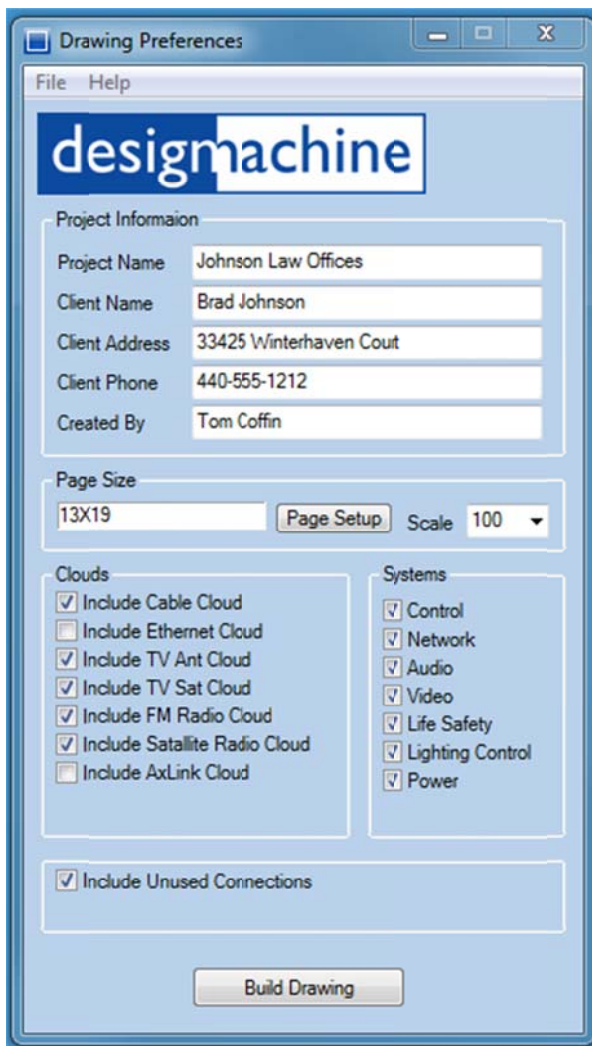 Drawing Preferences
File Help
designmachine
Project Informaion
Project Name Johnson Law Offices
Client Name Brad Johnson
Client Address 33425 Winterhaven Court
Client Phone 440-555-1212
Created By Tom Coffin
Page Size
13X19 Page Setup Scale 100
Clouds
Include Cable Cloud
Include Ethernet Cloud
Include TV Ant Cloud
Include TV Sat Cloud
Include FM Radio Cloud
Include Satallite Radio Cloud
Include AxLink Cloud
Systems
Control
Network
Audio
Video
Life Safety
Lighting Control
Power
Include Unused Connections
Build Drawing